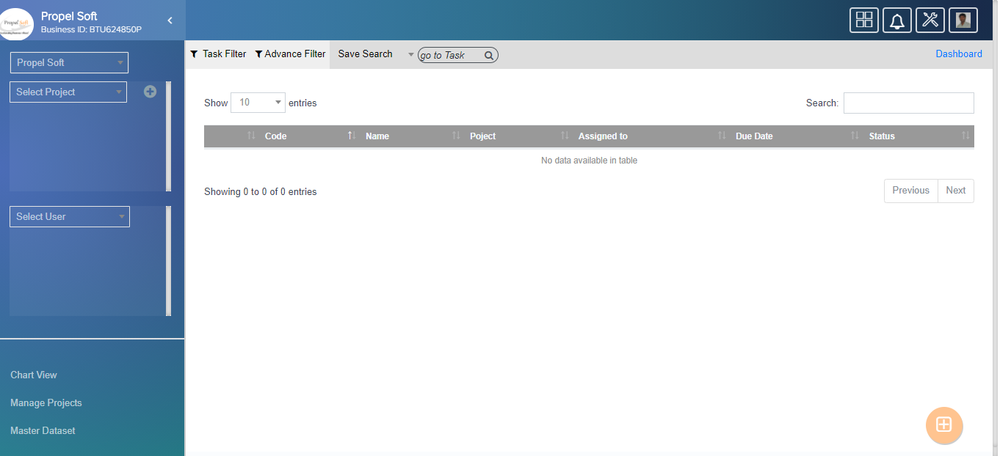 Propel Soft
Business ID: BTU624850P
Propel Soft
Propel Soft
Select Project
Select User
Chart View
Manage Projects
Master Dataset
Task Filter Advance Filter Save Search go to Task Dashboard
Show 10 entries Search:
Code Name Poject Assigned to Due Date Status
No data available in table
Showing 0 to 0 of 0 entries
Previous Next